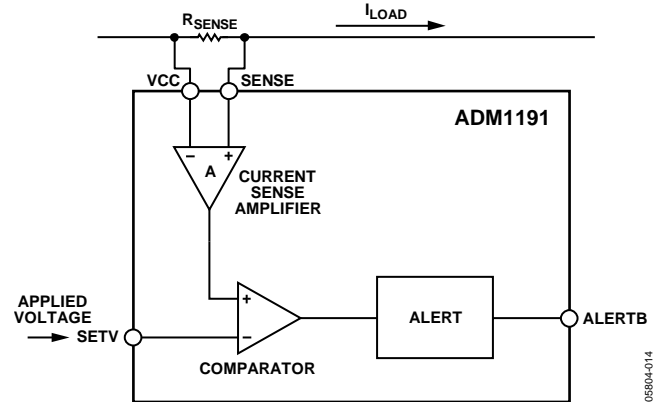 RSENSE
ILOAD
VCC
SENSE
ADM1191
– +
A
CURRENT
SENSE
AMPLIFIER
APPLIED
VOLTAGE
SETV
+
–
COMPARATOR
ALERT
ALERTB
05804-014